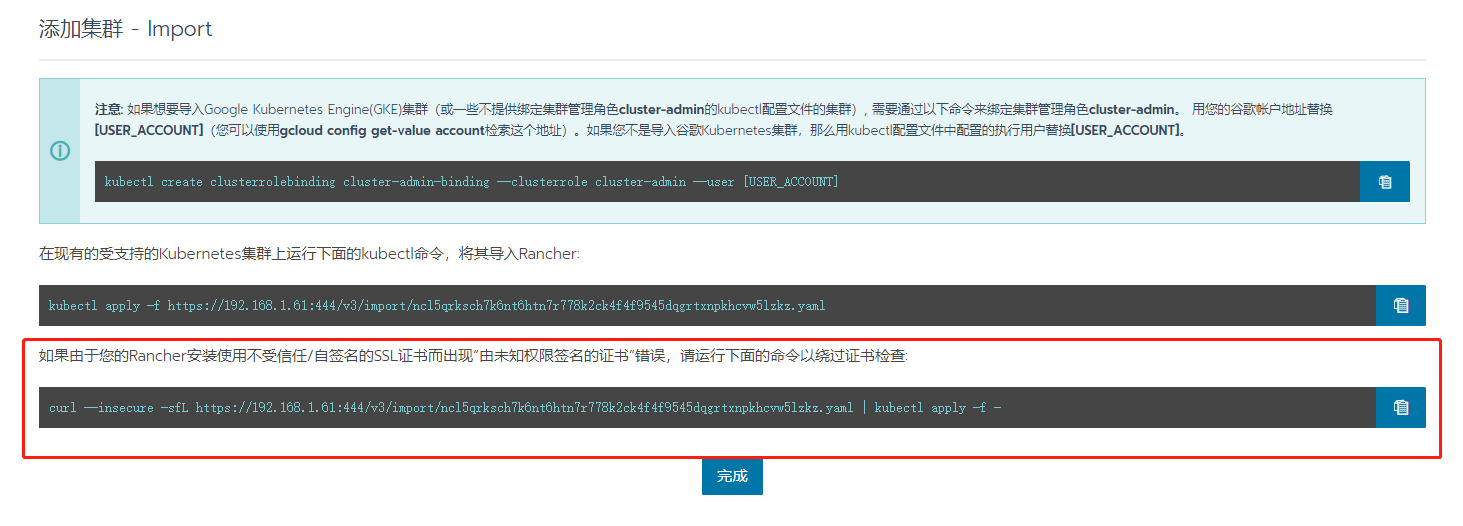 添加集群 - Import
注意: 如果想要导入Google Kubernetes Engine(GKE)集群（或一些不提供绑定集群管理角色cluster-admin的kubectl配置文件的集群）, 需要通过以下命令来绑定集群管理角色cluster-admin。 用您的谷歌帐户地址替换
[USER_ACCOUNT]（您可以使用gcloud config get-value account检索这个地址）。如果您不是导入谷歌Kubernetes集群，那么用kubectl配置文件中配置的执行用户替换[USER_ACCOUNT]。
kubectl create clusterrolebinding cluster-admin-binding --clusterrole cluster-admin --user [USER_ACCOUNT]
在现有的受支持的Kubernetes集群上运行下面的kubectl命令，将其导入Rancher:
kubectl apply -f https://192.168.1.61:444/v3/import/ncl5qrksch7k6nt6htn7r778k2ck4f4f9545dqgrtxnpkhcvw5lzkz.yaml
如果由于您的Rancher安装使用不受信任/自签名的SSL证书而出现"由未知权限签名的证书"错误，请运行下面的命令以绕过证书检查:
curl --insecure -sfL https://192.168.1.61:444/v3/import/ncl5qrksch7k6nt6htn7r778k2ck4f4f9545dqgrtxnpkhcvw5lzkz.yaml | kubectl apply -f -
完成